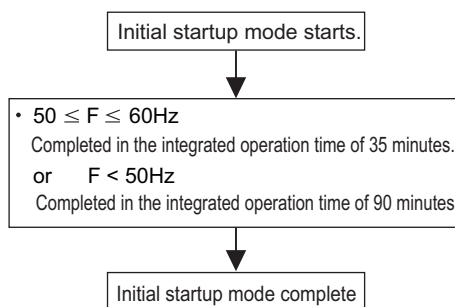 Initial startup mode starts.
• 50 ≤ F ≤ 60Hz
Completed in the integrated operation time of 35 minutes.
or F < 50Hz
Completed in the integrated operation time of 90 minutes
Initial startup mode complete